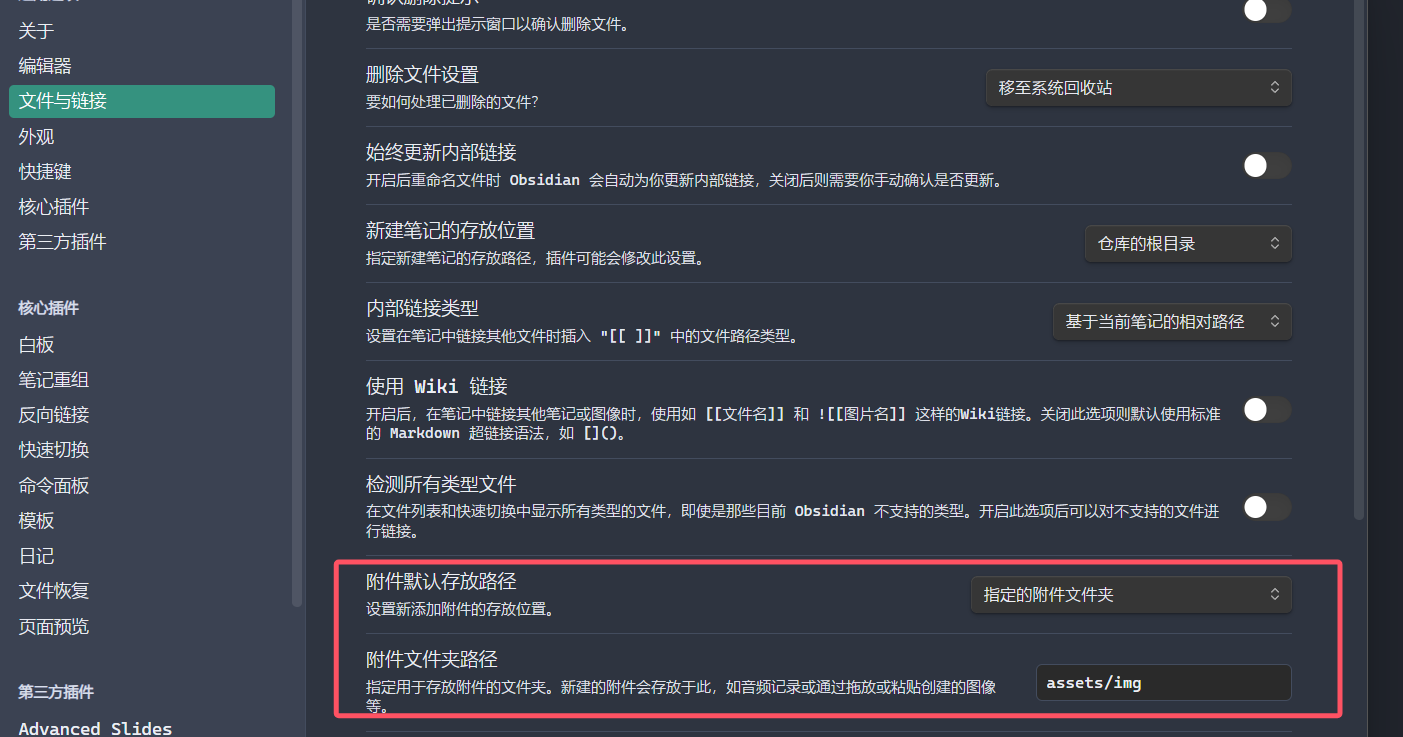 关于
编辑器
文件与链接
外观
快捷键
核心插件
第三方插件
核心插件
白板
笔记重组
反向链接
快速切换
命令面板
模板
日记
文件恢复
页面预览
第三方插件
Advanced Slides
确认删除提示
是否需要弹出提示窗口以确认删除文件。
删除文件设置
要如何处理已删除的文件?
移至系统回收站
始终更新内部链接
开启后重命名文件时 Obsidian 会自动为你更新内部链接，关闭后则需要你手动确认是否更新。
新建笔记的存放位置
指定新建笔记的存放路径，插件可能会修改此设置。
仓库的根目录
内部链接类型
设置在笔记中链接其他文件时插入 "[[ ]]" 中的文件路径类型。
基于当前笔记的相对路径
使用 Wiki 链接
开启后，在笔记中链接其他笔记或图像时，使用如 [[文件名]] 和 ![[图片名]] 这样的Wiki链接。关闭此选项则默认使用标准
的 Markdown 超链接语法，如 []()。
检测所有类型文件
在文件列表和快速切换中显示所有类型的文件，即使是那些目前 Obsidian 不支持的类型。开启此选项后可以对不支持的文件进
行链接。
附件默认存放路径
设置新添加附件的存放位置。
指定的附件文件夹
附件文件夹路径
指定用于存放附件的文件夹。新建的附件会存放于此，如音频记录或通过拖放或粘贴创建的图像
等。
assets/img